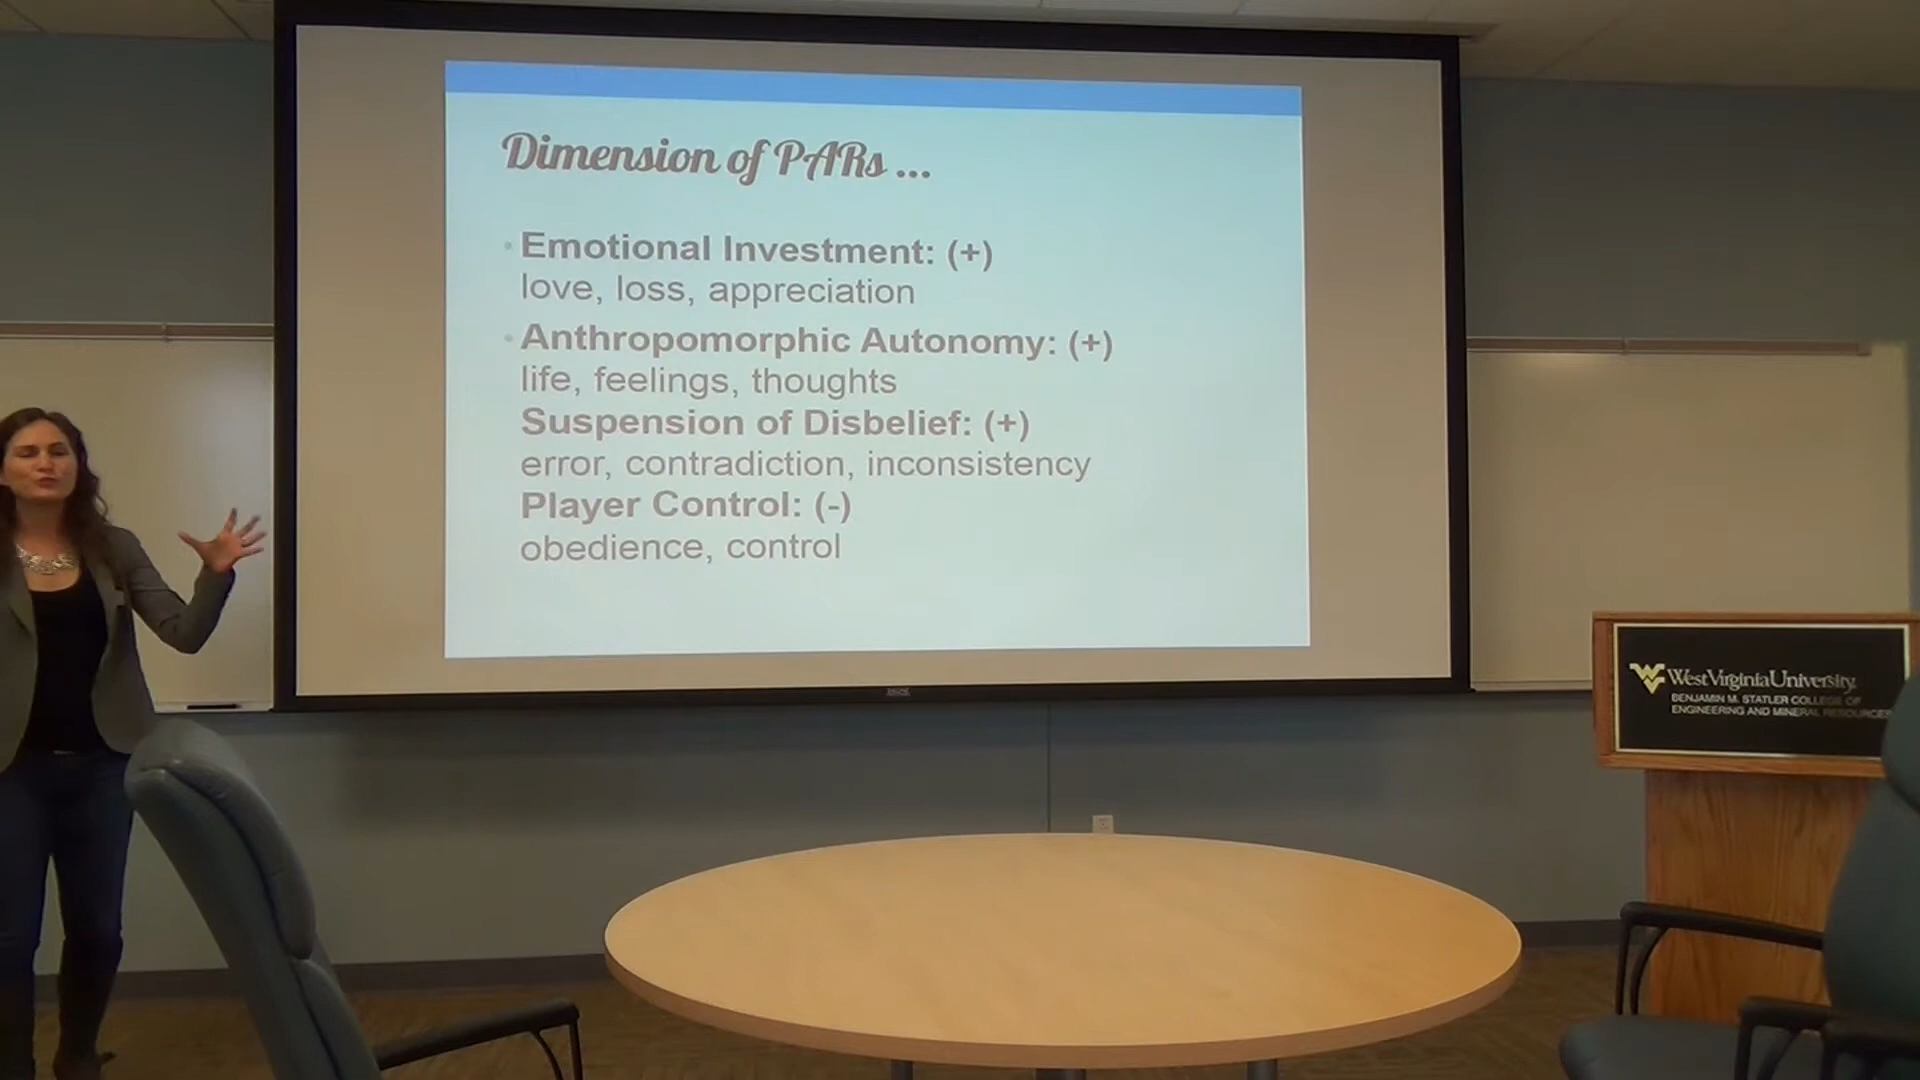 Dimension of PARs ...
• Emotional Investment: (+)
love, loss, appreciation
• Anthropomorphic Autonomy: (+)
life, feelings, thoughts
Suspension of Disbelief: (+)
error, contradiction, inconsistency
Player Control: (-)
obedience, control
WV West Virginia University.
BENJAMIN M. STATLER COLLEGE OF
ENGINEERING AND MINERAL RESOURCES